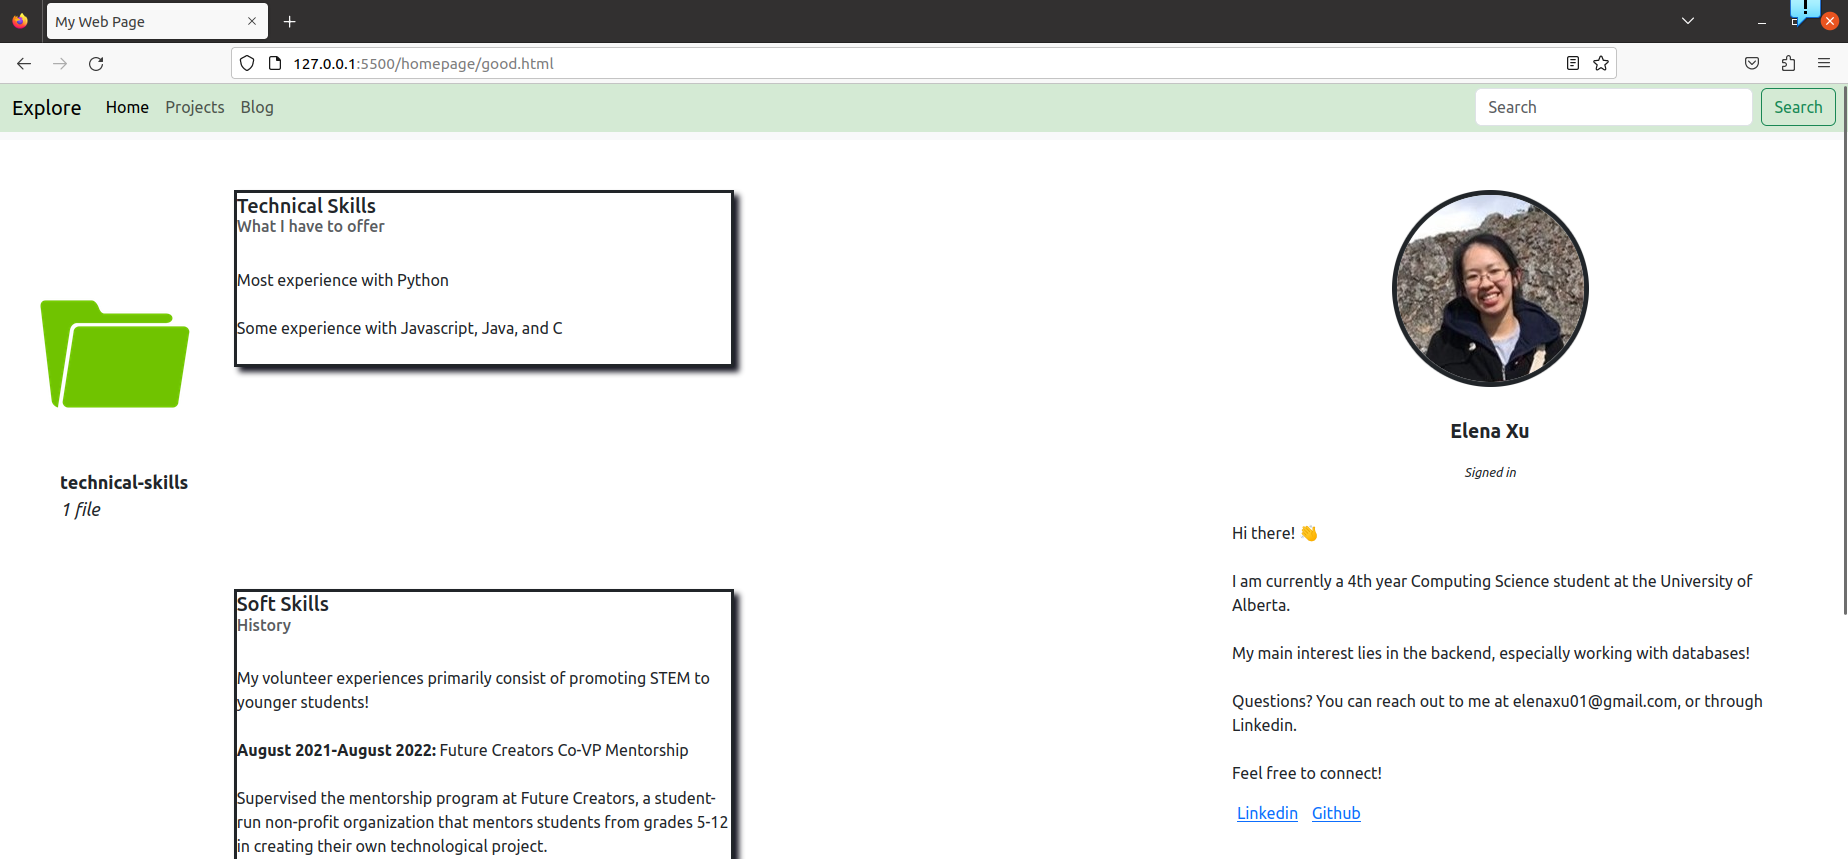 My Web Page
127.0.0.1:5500/homepage/good.html
Explore Home Projects Blog Search Search
Technical Skills
What I have to offer
Most experience with Python
Some experience with Javascript, Java, and C
technical-skills
1 file
Soft Skills
History
My volunteer experiences primarily consist of promoting STEM to
younger students!
August 2021-August 2022: Future Creators Co-VP Mentorship
Supervised the mentorship program at Future Creators, a student-
run non-profit organization that mentors students from grades 5-12
in creating their own technological project.
Elena Xu
Signed in
Hi there! 👋
I am currently a 4th year Computing Science student at the University of
Alberta.
My main interest lies in the backend, especially working with databases!
Questions? You can reach out to me at elenaxu01@gmail.com, or through
Linkedin.
Feel free to connect!
Linkedin Github